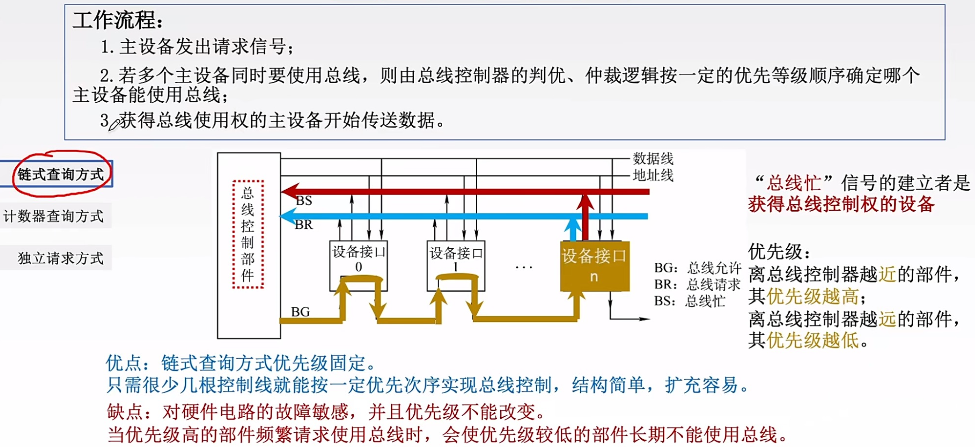 工作流程：
1. 主设备发出请求信号；
2. 若多个主设备同时要使用总线，则由总线控制器的判优、仲裁逻辑按一定的优先等级顺序确定哪个
主设备能使用总线；
3. 获得总线使用权的主设备开始传送数据。
链式查询方式
计数器查询方式
独立请求方式
总线控制部件
数据线
地址线
BS
BR
设备接口
0
设备接口
1
…
设备接口
n
BG
BG：总线允许
BR：总线请求
BS：总线忙
“总线忙”信号的建立者是
获得总线控制权的设备
优先级：
离总线控制器越近的部件，
其优先级越高；
离总线控制器越远的部件，
其优先级越低。
优点：链式查询方式优先级固定。
只需很少几根控制线就能按一定优先次序实现总线控制，结构简单，扩充容易。
缺点：对硬件电路的故障敏感，并且优先级不能改变。
当优先级高的部件频繁请求使用总线时，会使优先级较低的部件长期不能使用总线。